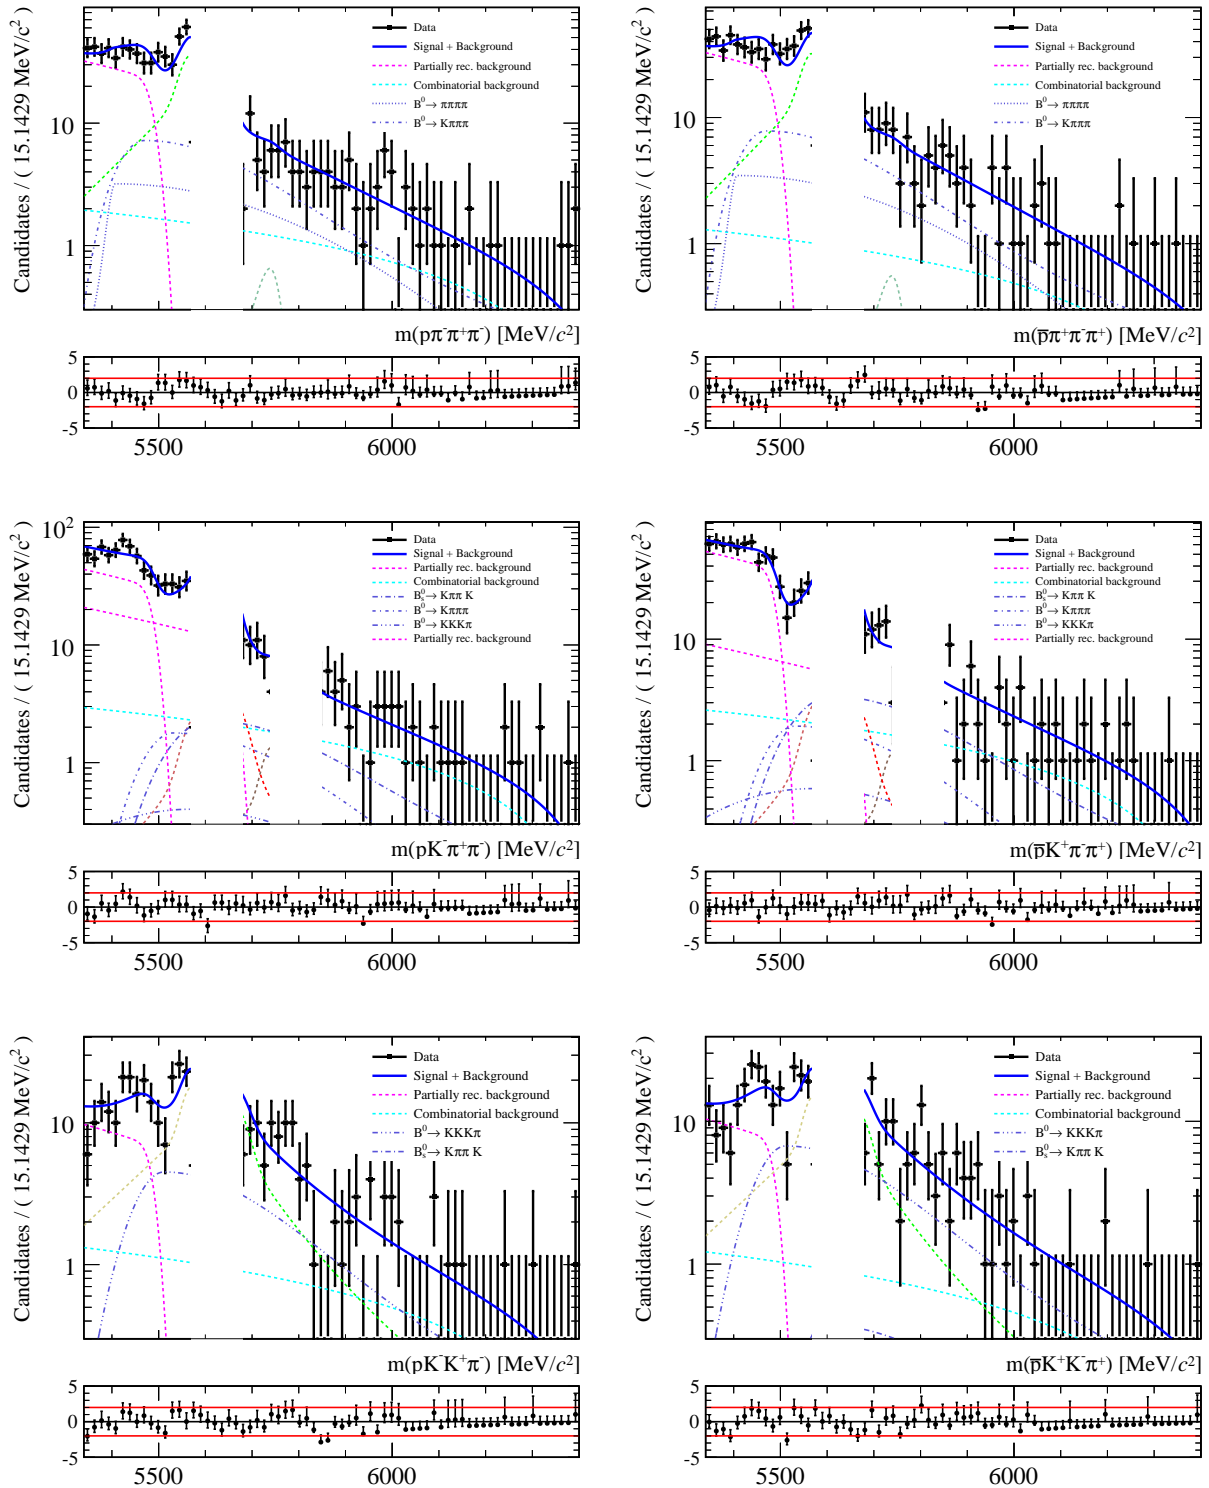 Candidates / ( 15.1429 MeV/c² )
10
1
Data
Signal + Background
Partially rec. background
Combinatorial background
B⁰→ ππππ
B⁰→ Kπππ
m(pπ⁻π⁺π⁻) [MeV/c²]
5
0
-5
5500 6000
Candidates / ( 15.1429 MeV/c² )
10
1
Data
Signal + Background
Partially rec. background
Combinatorial background
B⁰→ ππππ
B⁰→ Kπππ
m(p̅π⁺π⁻π⁺) [MeV/c²]
5
0
-5
5500 6000
Candidates / ( 15.1429 MeV/c² )
10²
10
1
Data
Signal + Background
Partially rec. background
Combinatorial background
B⁰ₛ→ Kππ K
B⁰→ Kπππ
B⁰→ KKKπ
Partially rec. background
m(pK⁻π⁺π⁻) [MeV/c²]
5
0
-5
5500 6000
Candidates / ( 15.1429 MeV/c² )
10
1
Data
Signal + Background
Partially rec. background
Combinatorial background
B⁰ₛ→ Kππ K
B⁰→ Kπππ
B⁰→ KKKπ
Partially rec. background
m(p̅K⁺π⁻π⁺) [MeV/c²]
5
0
-5
5500 6000
Candidates / ( 15.1429 MeV/c² )
10
1
Data
Signal + Background
Partially rec. background
Combinatorial background
B⁰→ KKKπ
B⁰ₛ→ Kππ K
m(pK⁻K⁺π⁻) [MeV/c²]
5
0
-5
5500 6000
Candidates / ( 15.1429 MeV/c² )
10
1
Data
Signal + Background
Partially rec. background
Combinatorial background
B⁰→ KKKπ
B⁰ₛ→ Kππ K
m(p̅K⁺K⁻π⁺) [MeV/c²]
5
0
-5
5500 6000